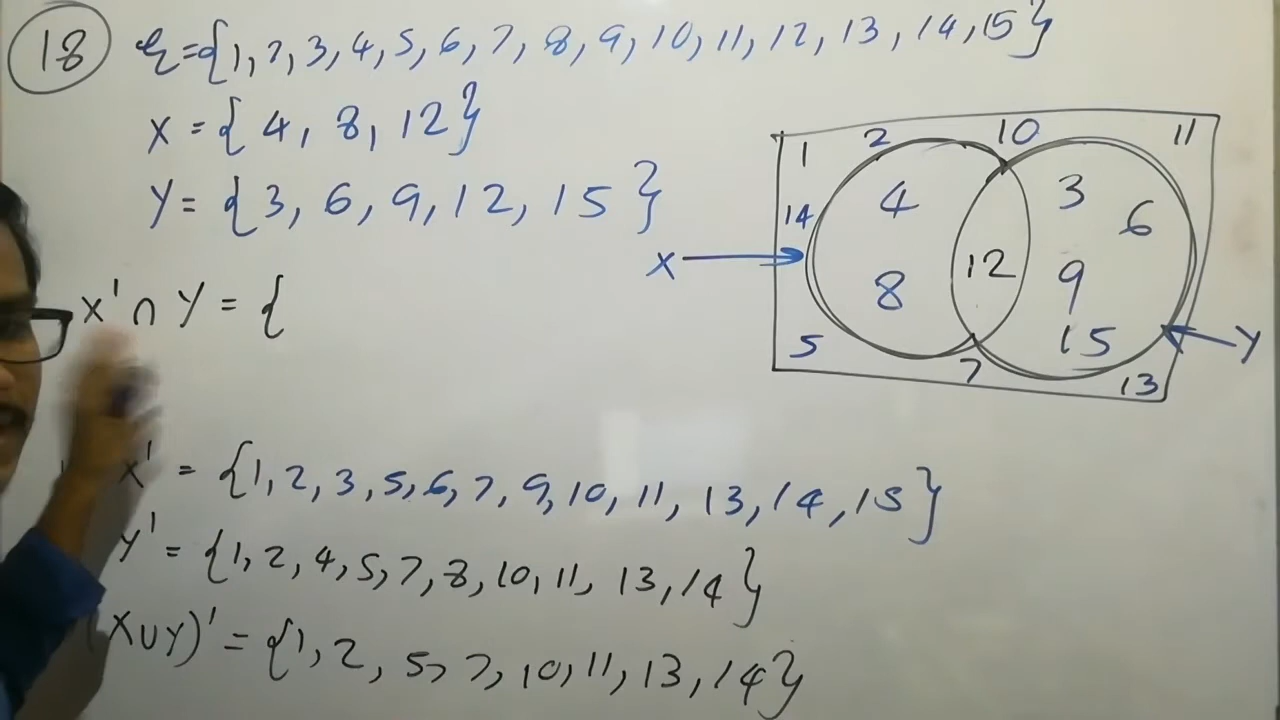 18 ξ={1, 2, 3, 4, 5, 6, 7, 8, 9, 10, 11, 12, 13, 14, 15}
X = { 4, 8, 12}
Y = {3, 6, 9, 12, 15 }
X' ∩ Y = {
X' = {1, 2, 3, 5, 6, 7, 9, 10, 11, 13, 14, 15}
Y' = {1, 2, 4, 5, 7, 8, 10, 11, 13, 14}
(X∪Y)' = {1, 2, 5, 7, 10, 11, 13, 14}
1 2 10 11
14 4 3 6
X 8 12 9
5 15 Y
7 13